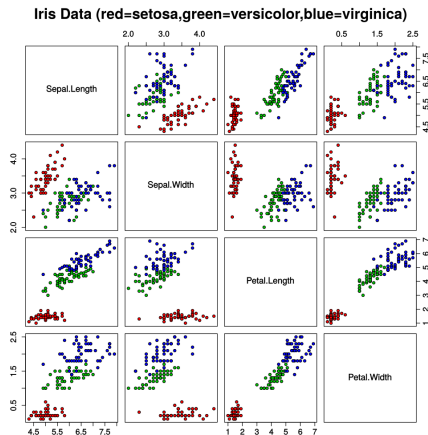 Iris Data (red=setosa,green=versicolor,blue=virginica)
2.0 3.0 4.0
0.5 1.5 2.5
Sepal.Length
7.5
6.5
5.5
4.5
4.0
3.0
2.0
Sepal.Width
Petal.Length
7
6
5
4
3
2
1
2.5
1.5
0.5
Petal.Width
4.5 5.5 6.5 7.5
1 2 3 4 5 6 7